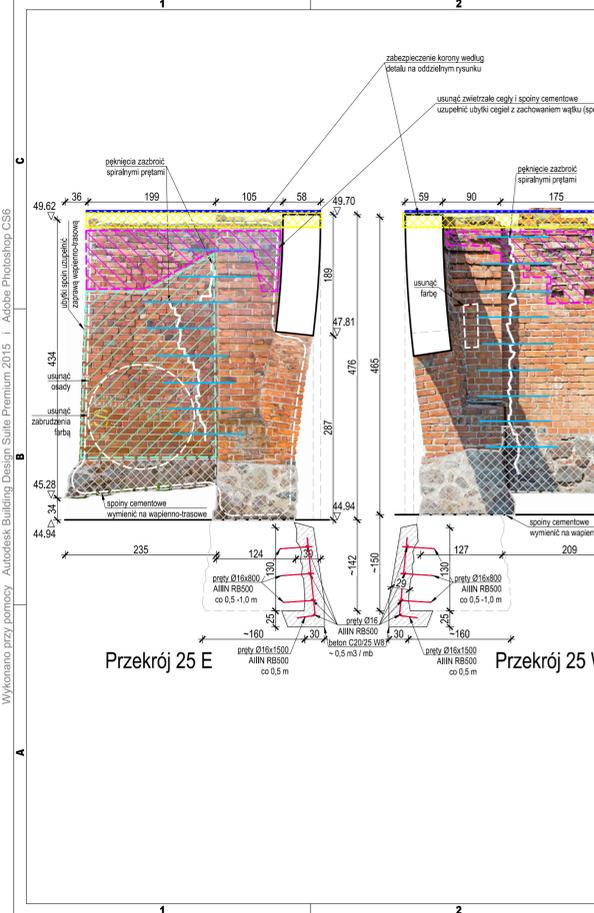 1
2
zabezpieczenie korony według
detalu na oddzielnym rysunku
usunąć zwietrzałe cegły i spoiny cementowe
uzupełnić ubytki cegieł z zachowaniem wątku (spo
C
pęknięcia zazbroić
spiralnymi prętami
pęknięcie zazbroić
spiralnymi prętami
36
199
105
58
49.62
49.70
59
90
175
ubytki spoin uzupełnić
zaprawą wapienno-trasową
189
usunąć
farbę
47.81
434
476
465
usunąć
osady
usunąć
zabrudzenia
farbą
287
B
45.28
34
44.94
44.94
spoiny cementowe
wymienić na wapienno-trasowe
spoiny cementowe
wymienić na wapien
235
124
39
~142
~150
127
209
130
130
pręty Ø16x800
AIIIN RB500
co 0,5 -1,0 m
29
pręty Ø16x800
AIIIN RB500
co 0,5 -1,0 m
25
25
pręty Ø16
AIIIN RB500
beton C20/25 W8
~ 0,5 m3 / mb
~160
30
30
~160
pręty Ø16x1500
AIIIN RB500
co 0,5 m
pręty Ø16x1500
AIIIN RB500
co 0,5 m
Przekrój 25 E
Przekrój 25 W
A
1
2
Wykonano przy pomocy Autodesk Building Design Suite Premium 2015 i Adobe Photoshop CS6